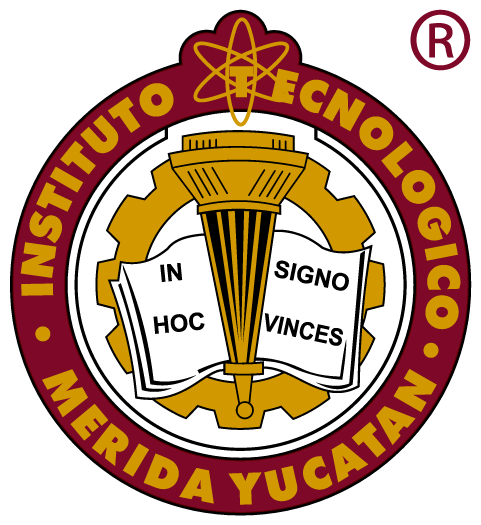 ®
INSTITUTO TECNOLOGICO
IN
HOC
SIGNO
VINCES
• MERIDA YUCATAN •